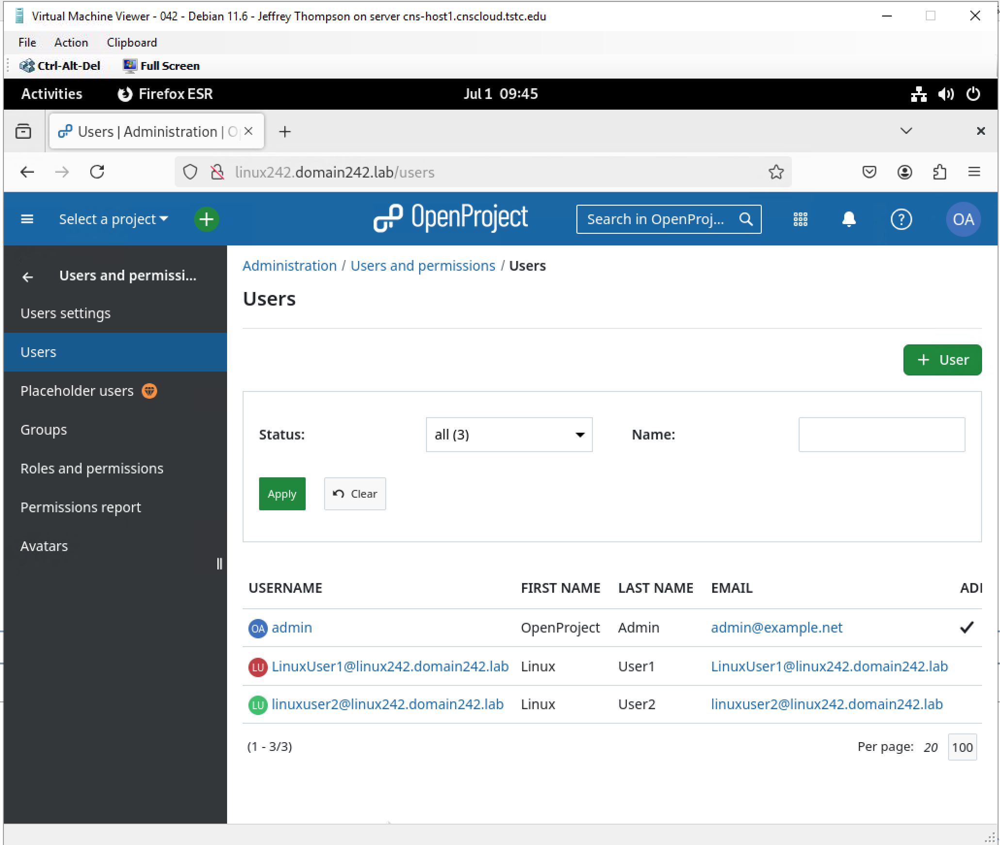 Virtual Machine Viewer - 042 - Debian 11.6 - Jeffrey Thompson on server cns-host1.cnscloud.tstc.edu
File Action Clipboard
Ctrl-Alt-Del Full Screen
Activities Firefox ESR Jul 1 09:45
Users | Administration | O
linux242.domain242.lab/users
Select a project OpenProject Search in OpenProj... OA
Administration / Users and permissions / Users
Users and permissi...
Users
Users settings
Users
+ User
Placeholder users
Groups
Status: all (3) Name:
Roles and permissions
Apply Clear
Permissions report
Avatars
USERNAME FIRST NAME LAST NAME EMAIL ADI
OA admin OpenProject Admin admin@example.net
LU LinuxUser1@linux242.domain242.lab Linux User1 LinuxUser1@linux242.domain242.lab
LU linuxuser2@linux242.domain242.lab Linux User2 linuxuser2@linux242.domain242.lab
(1 - 3/3) Per page: 20 100